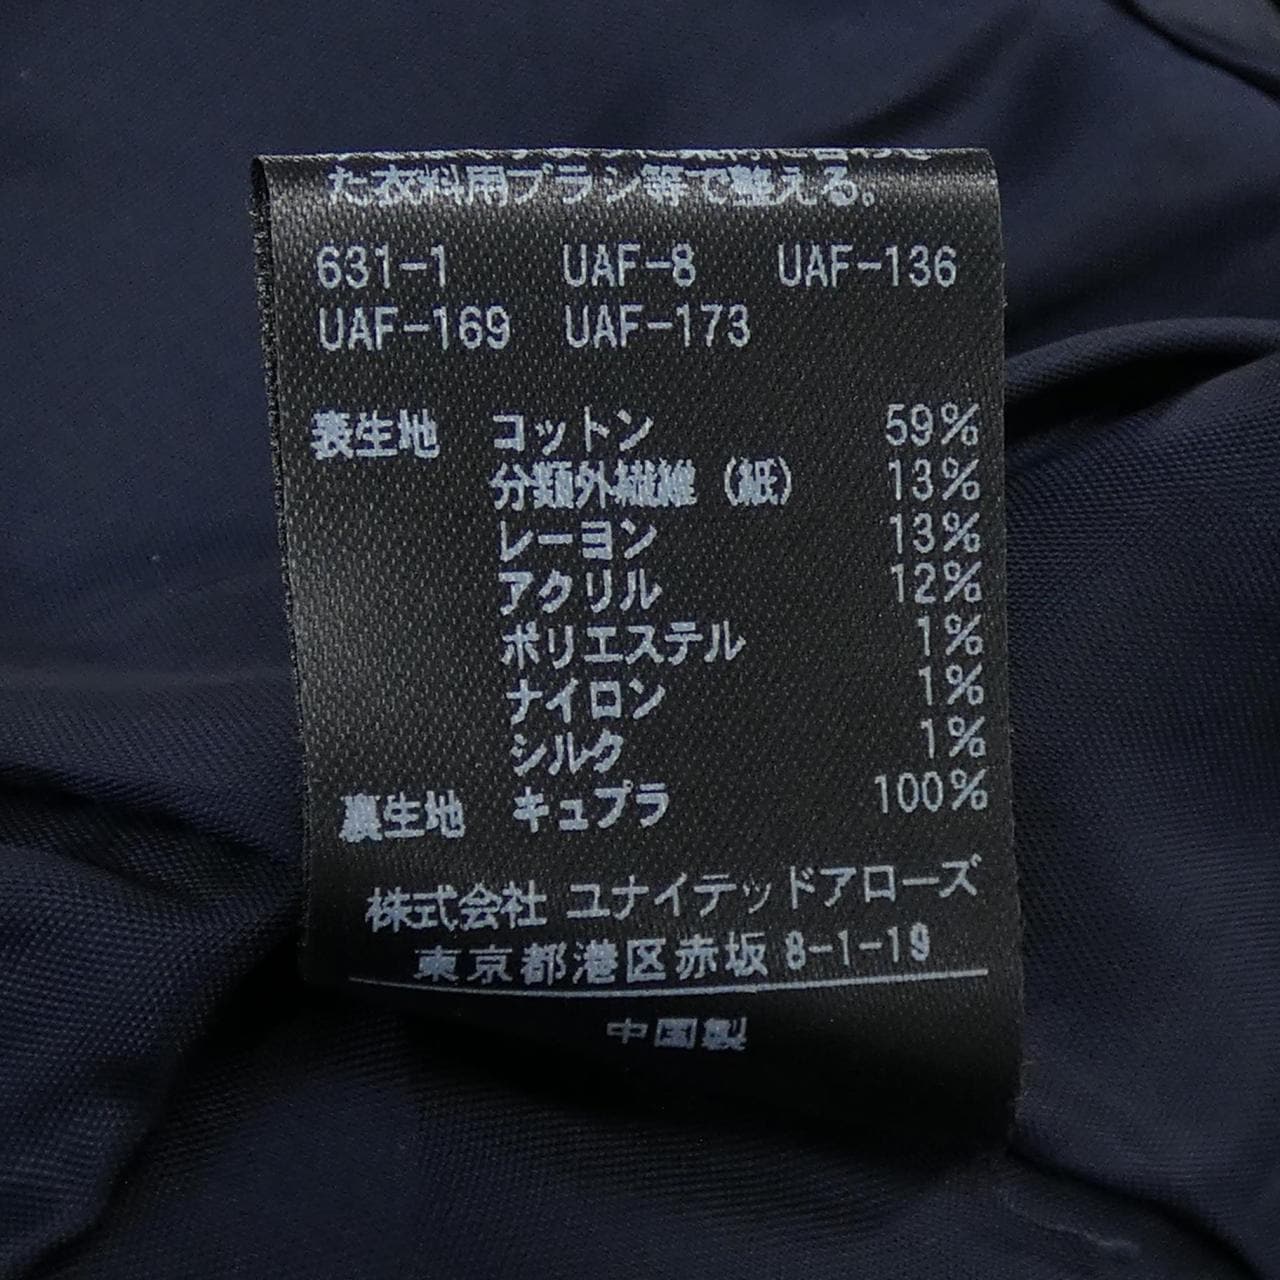 た衣料用ブラシ等で整える。
631-1 UAF-8 UAF-136
UAF-169 UAF-173
表生地 コットン 59%
分類外繊維（紙） 13%
レーヨン 13%
アクリル 12%
ポリエステル 1%
ナイロン 1%
シルク 1%
裏生地 キュプラ 100%
株式会社 ユナイテッドアローズ
東京都港区赤坂 8-1-19
中国製